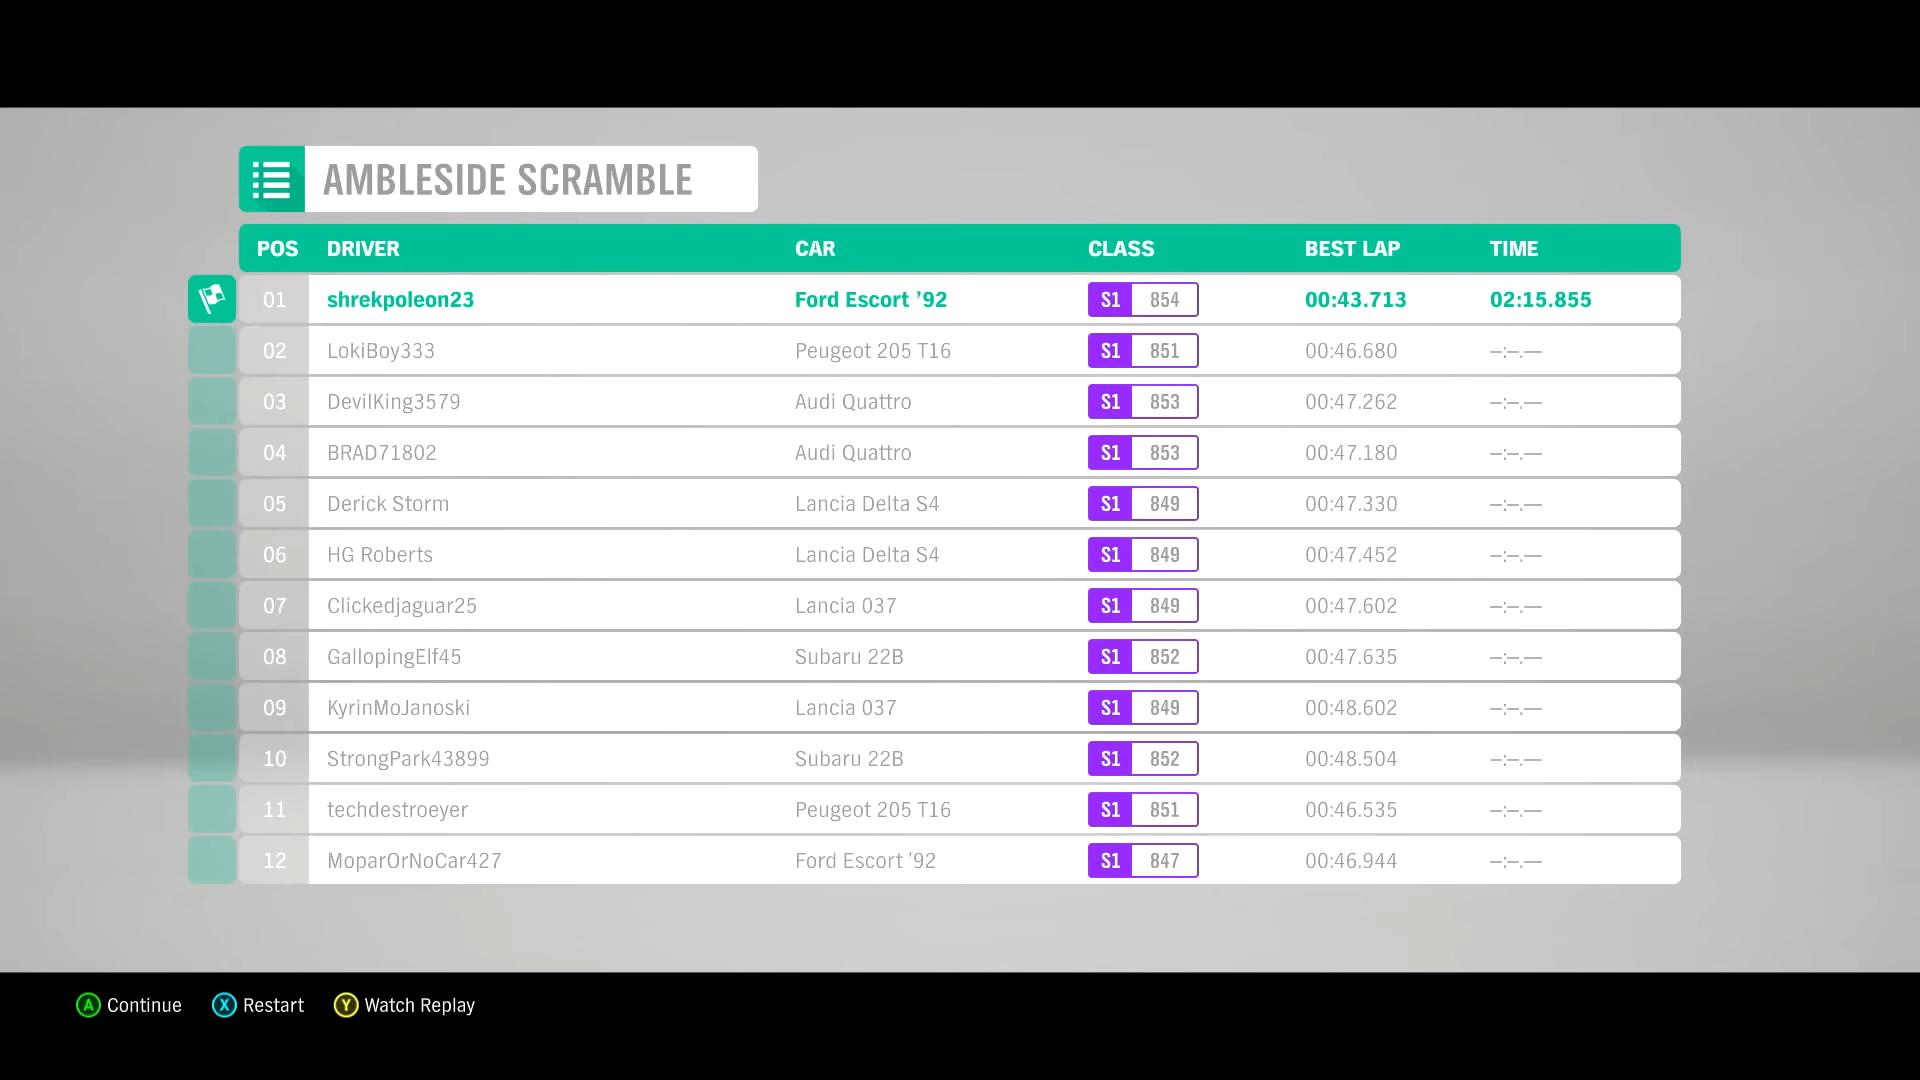 AMBLESIDE SCRAMBLE
POS DRIVER CAR CLASS BEST LAP TIME
01 shrekpoleon23 Ford Escort ’92 S1 854 00:43.713 02:15.855
02 LokiBoy333 Peugeot 205 T16 S1 851 00:46.680 –:–.—
03 DevilKing3579 Audi Quattro S1 853 00:47.262 –:–.—
04 BRAD71802 Audi Quattro S1 853 00:47.180 –:–.—
05 Derick Storm Lancia Delta S4 S1 849 00:47.330 –:–.—
06 HG Roberts Lancia Delta S4 S1 849 00:47.452 –:–.—
07 Clickedjaguar25 Lancia 037 S1 849 00:47.602 –:–.—
08 GallopingElf45 Subaru 22B S1 852 00:47.635 –:–.—
09 KyrinMoJanoski Lancia 037 S1 849 00:48.602 –:–.—
10 StrongPark43899 Subaru 22B S1 852 00:48.504 –:–.—
11 techdestroeyer Peugeot 205 T16 S1 851 00:46.535 –:–.—
12 MoparOrNoCar427 Ford Escort ’92 S1 847 00:46.944 –:–.—
A Continue X Restart Y Watch Replay